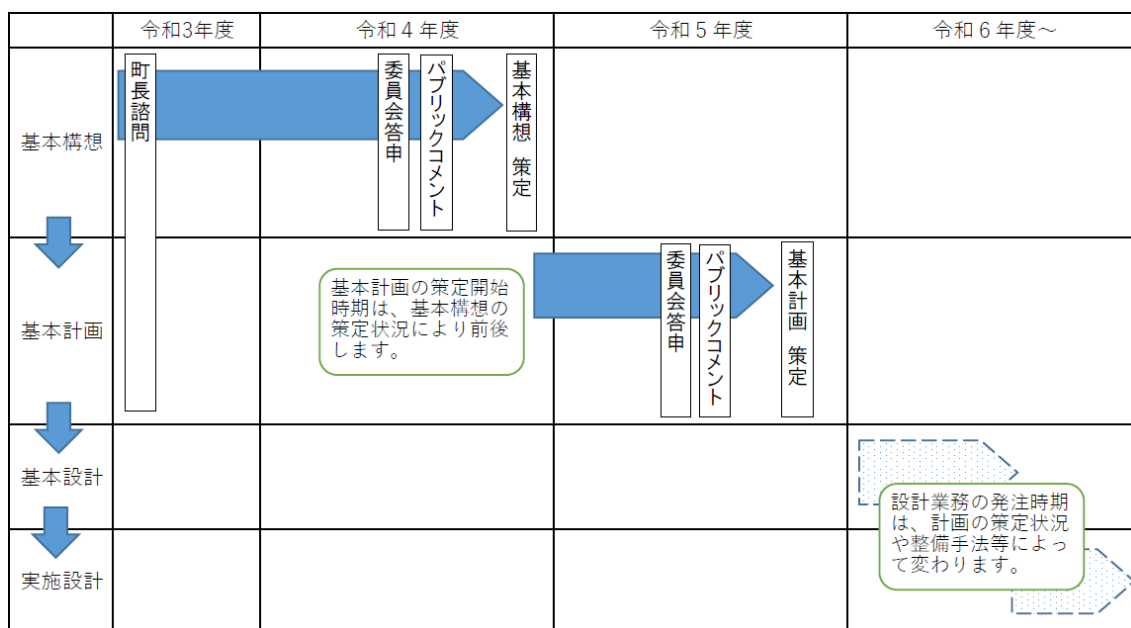 令和3年度
令和４年度
令和５年度
令和６年度～
基本構想
町長諮問
委員会答申
パブリックコメント
基本構想　策定
基本計画
基本計画の策定開始
時期は、基本構想の
策定状況により前後
します。
委員会答申
パブリックコメント
基本計画　策定
基本設計
設計業務の発注時期
は、計画の策定状況
や整備手法等によっ
て変わります。
実施設計